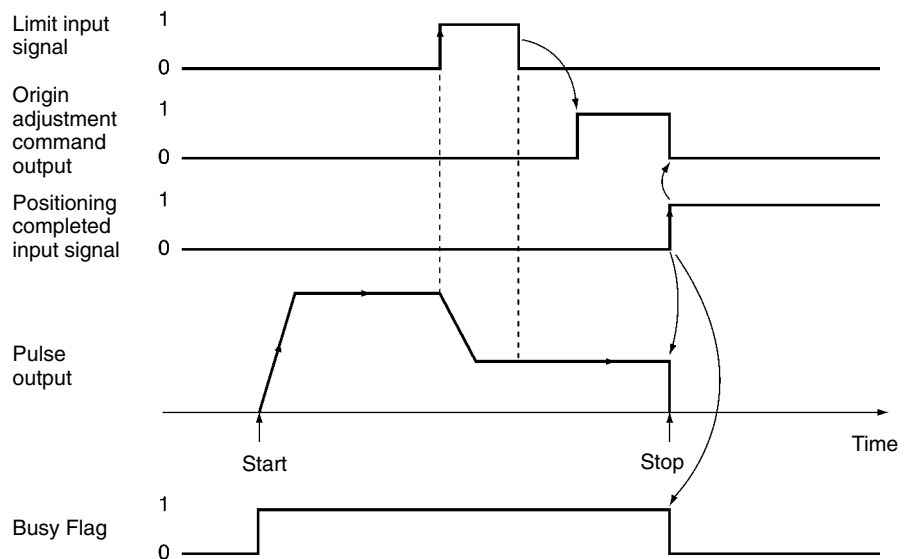 Limit input
signal
1
0
Origin
adjustment
command
output
1
0
Positioning
completed
input signal
1
0
Pulse
output
Start
Stop
Time
Busy Flag
1
0